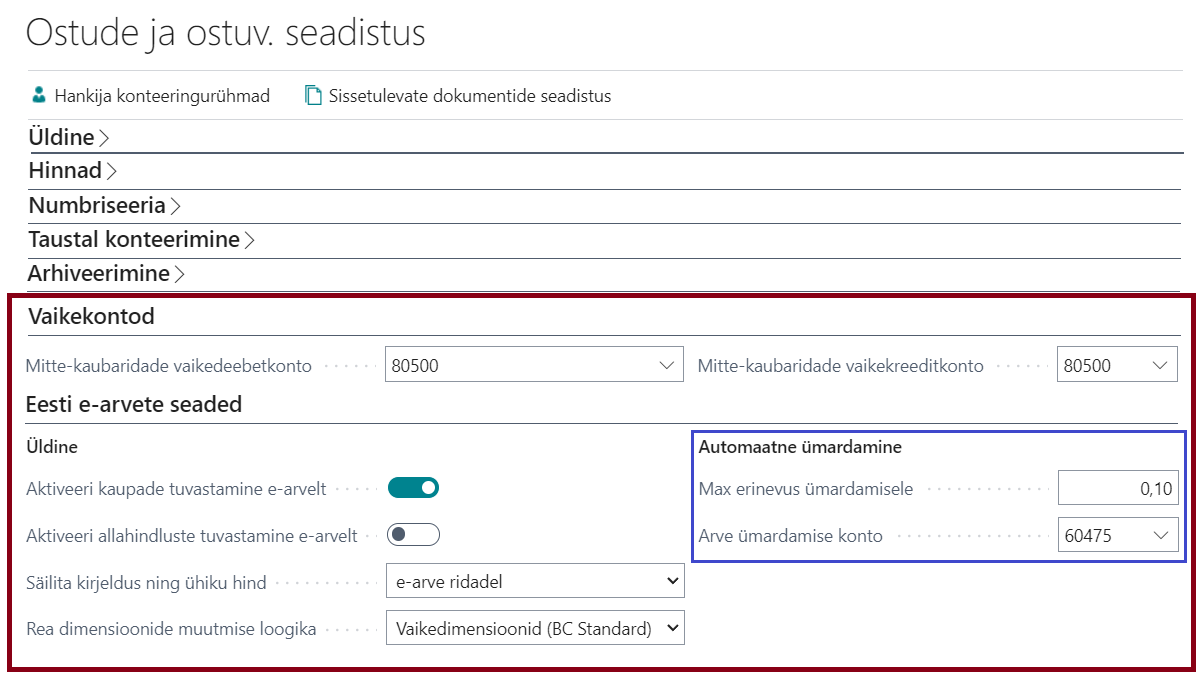 Ostude ja ostuv. seadistus
Hankija konteeringurühmad Sissetulevate dokumentide seadistus
Üldine
Hinnad
Numbriseeria
Taustal konteerimine
Arhiveerimine
Vaikekontod
Mitte-kaubaridade vaikedeebetkonto 80500 Mitte-kaubaridade vaikekreeditkonto 80500
Eesti e-arvete seaded
Üldine Automaatne ümardamine
Aktiveeri kaupade tuvastamine e-arvelt Max erinevus ümardamisele 0,10
Aktiveeri allahindluste tuvastamine e-arvelt Arve ümardamise konto 60475
Säilita kirjeldus ning ühiku hind e-arve ridadel
Rea dimensioonide muutmise loogika Vaikedimensioonid (BC Standard)